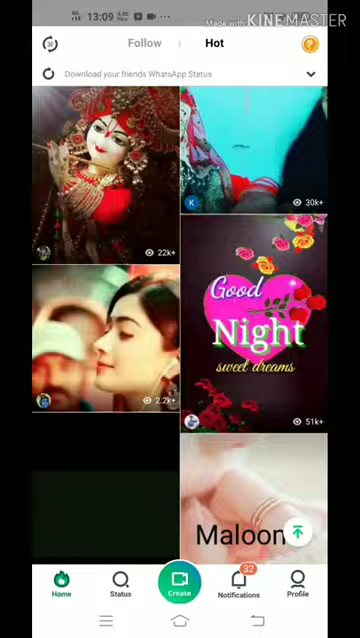 13:09
Made with KINEMASTER
Follow
Hot
Download your friends WhatsApp Status
K
30k+
22k+
Good
Night
sweet dreams
2.2k+
51k+
Maloon
32
Home
Status
Create
Notifications
Profile